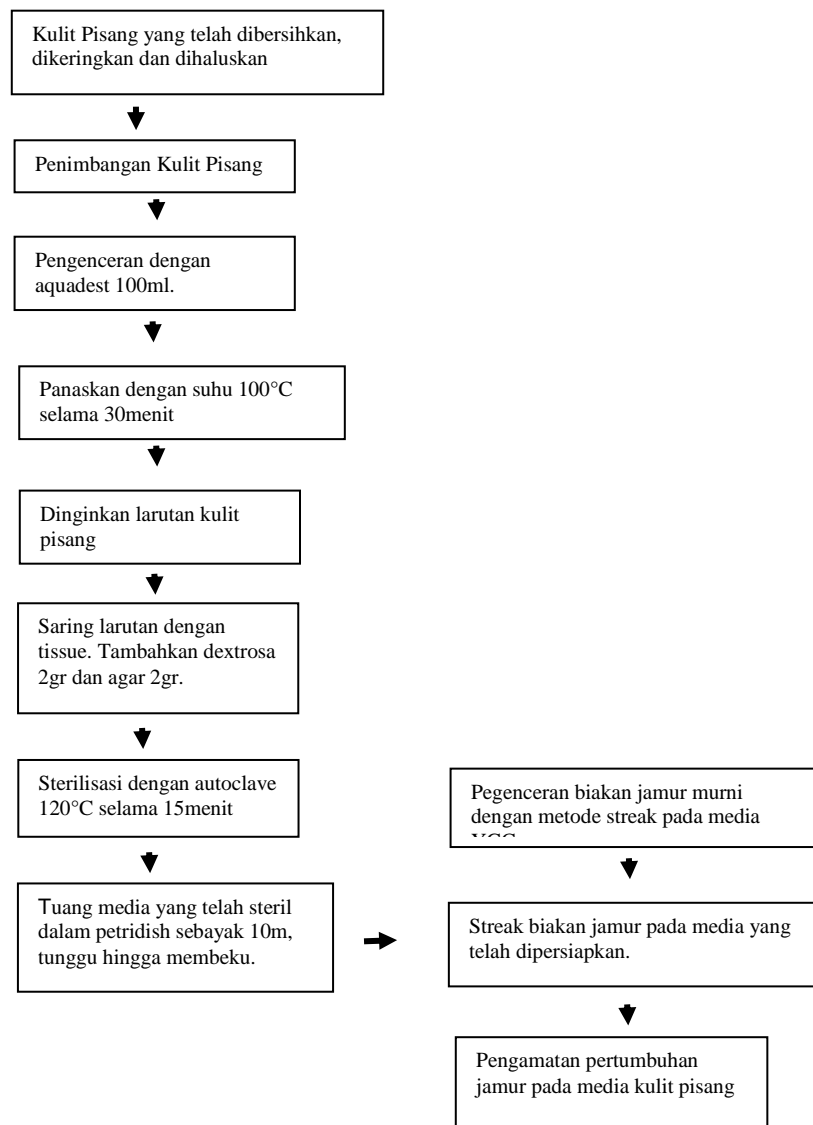 Kulit Pisang yang telah dibersihkan,
dikeringkan dan dihaluskan
Penimbangan Kulit Pisang
Pengenceran dengan
aquadest 100ml.
Panaskan dengan suhu 100°C
selama 30menit
Dinginkan larutan kulit
pisang
Saring larutan dengan
tissue. Tambahkan dextrosa
2gr dan agar 2gr.
Sterilisasi dengan autoclave
120°C selama 15menit
Tuang media yang telah steril
dalam petridish sebayak 10m,
tunggu hingga membeku.
Pegenceran biakan jamur murni
dengan metode streak pada media
Streak biakan jamur pada media yang
telah dipersiapkan.
Pengamatan pertumbuhan
jamur pada media kulit pisang